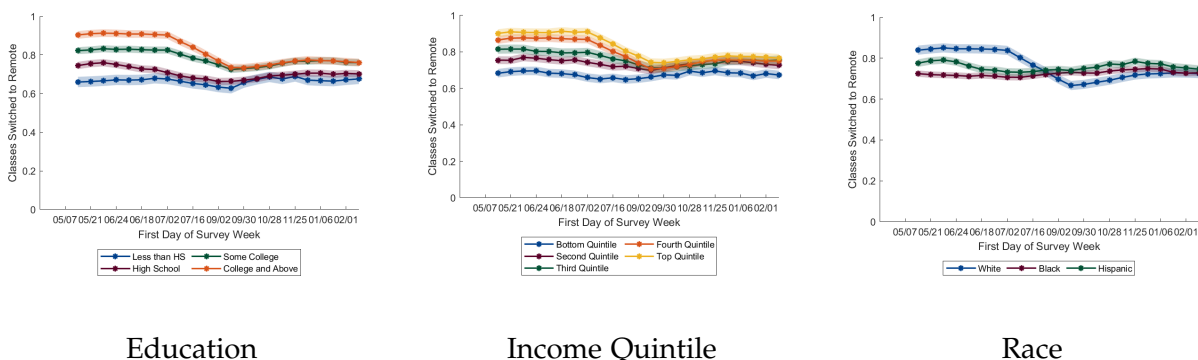 Classes Switched to Remote
1
0.8
0.6
0.4
0.2
0
05/07 05/21 06/24 06/18 07/02 07/16 09/02 09/30 10/28 11/25 01/06 02/01
First Day of Survey Week
Less than HS Some College
High School College and Above
Education
Classes Switched to Remote
1
0.8
0.6
0.4
0.2
0
05/07 05/21 06/24 06/18 07/02 07/16 09/02 09/30 10/28 11/25 01/06 02/01
First Day of Survey Week
Bottom Quintile Fourth Quintile
Second Quintile Top Quintile
Third Quintile
Income Quintile
Classes Switched to Remote
1
0.8
0.6
0.4
0.2
0
05/07 05/21 06/24 06/18 07/02 07/16 09/02 09/30 10/28 11/25 01/06 02/01
First Day of Survey Week
White Black Hispanic
Race